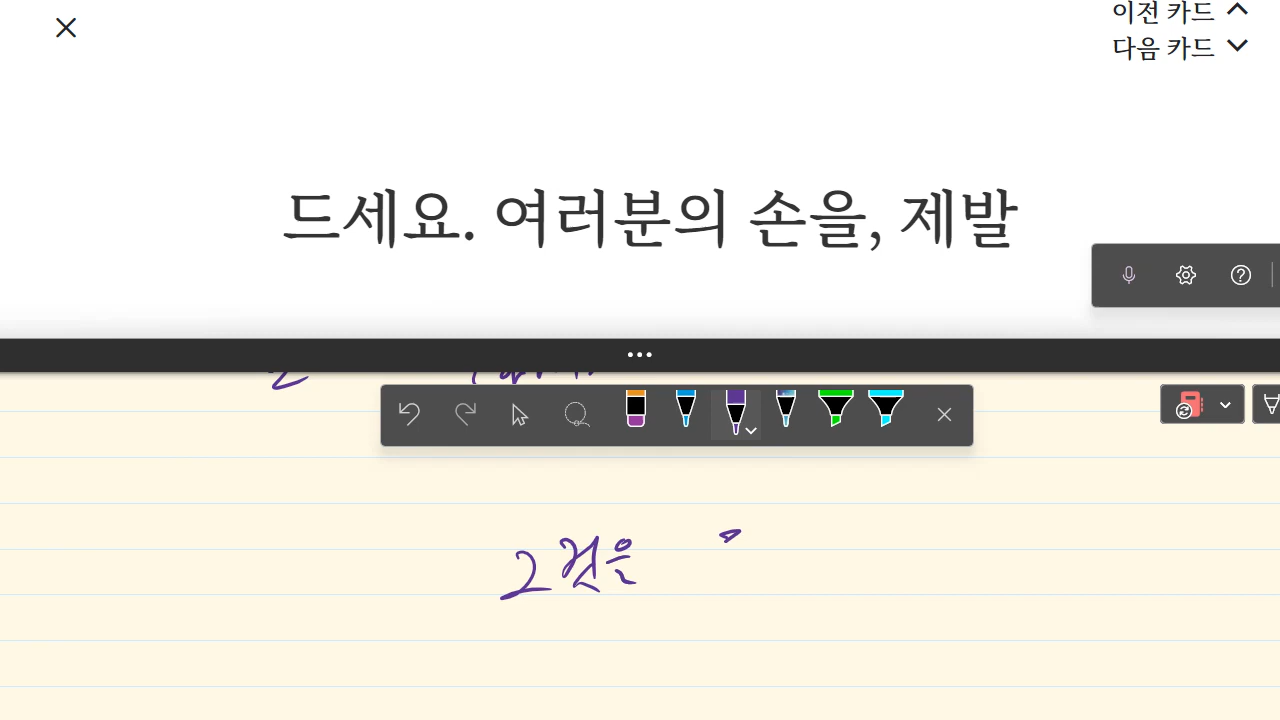 이전 카드
다음 카드
드세요. 여러분의 손을, 제발
그것은